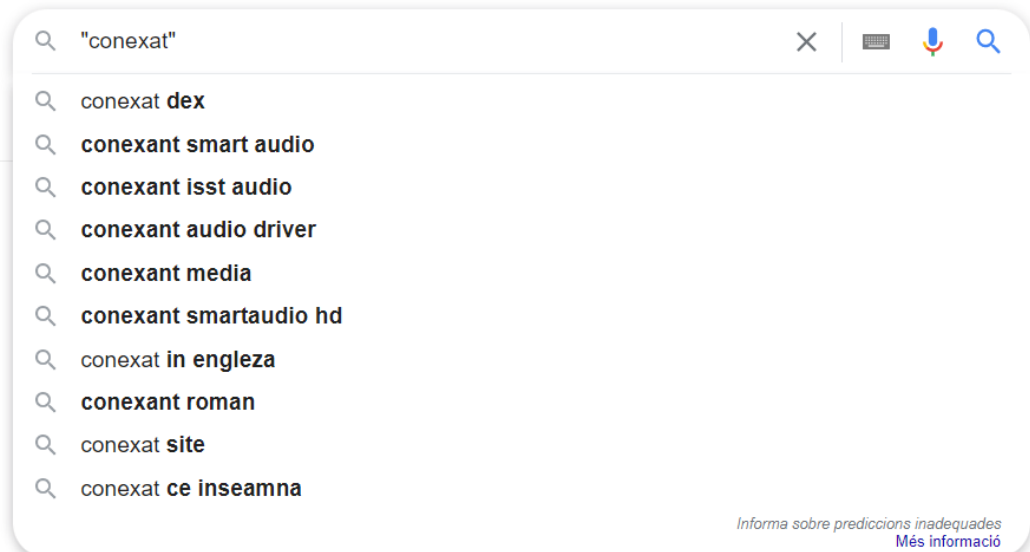 "conexat"
conexat dex
conexant smart audio
conexant isst audio
conexant audio driver
conexant media
conexant smartaudio hd
conexat in engleza
conexant roman
conexat site
conexat ce inseamna
Informa sobre prediccions inadequades
Més informació